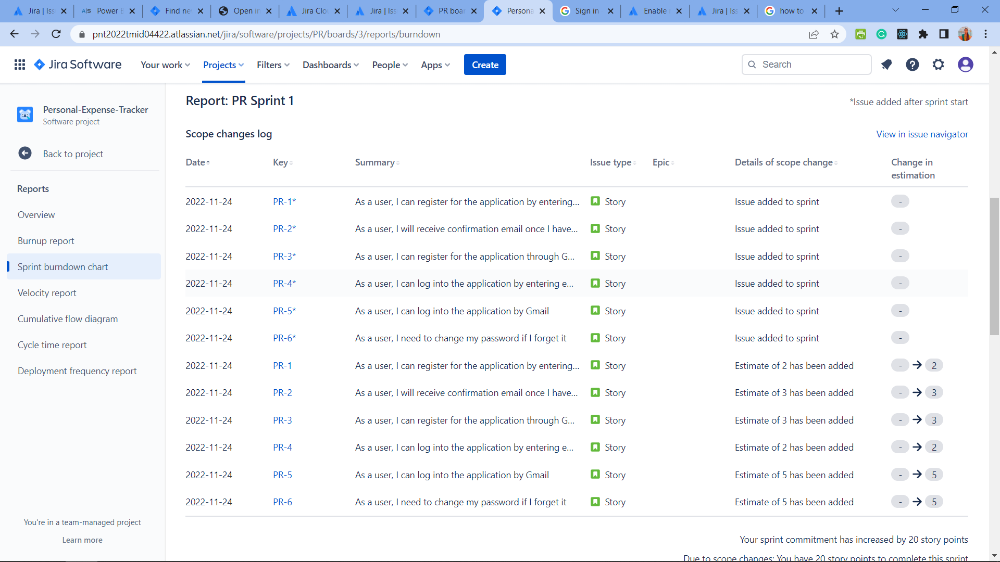 Jira | Iss
Power B
Find ne
Open in
Jira Clou
Jira | Iss
PR boar
Persona
Sign in
Enable
Jira | Iss
how to
pnt2022tmid04422.atlassian.net/jira/software/projects/PR/boards/3/reports/burndown
Jira Software
Your work
Projects
Filters
Dashboards
People
Apps
Create
Search
Personal-Expense-Tracker
Software project
Back to project
Reports
Overview
Burnup report
Sprint burndown chart
Velocity report
Cumulative flow diagram
Cycle time report
Deployment frequency report
You're in a team-managed project
Learn more
Report: PR Sprint 1
*Issue added after sprint start
Scope changes log
View in issue navigator
Date Key Summary Issue type Epic Details of scope change Change in estimation
2022-11-24 PR-1* As a user, I can register for the application by entering... Story Issue added to sprint -
2022-11-24 PR-2* As a user, I will receive confirmation email once I have... Story Issue added to sprint -
2022-11-24 PR-3* As a user, I can register for the application through G... Story Issue added to sprint -
2022-11-24 PR-4* As a user, I can log into the application by entering e... Story Issue added to sprint -
2022-11-24 PR-5* As a user, I can log into the application by Gmail Story Issue added to sprint -
2022-11-24 PR-6* As a user, I need to change my password if I forget it Story Issue added to sprint -
2022-11-24 PR-1 As a user, I can register for the application by entering... Story Estimate of 2 has been added - → 2
2022-11-24 PR-2 As a user, I will receive confirmation email once I have... Story Estimate of 3 has been added - → 3
2022-11-24 PR-3 As a user, I can register for the application through G... Story Estimate of 3 has been added - → 3
2022-11-24 PR-4 As a user, I can log into the application by entering e... Story Estimate of 2 has been added - → 2
2022-11-24 PR-5 As a user, I can log into the application by Gmail Story Estimate of 5 has been added - → 5
2022-11-24 PR-6 As a user, I need to change my password if I forget it Story Estimate of 5 has been added - → 5
Your sprint commitment has increased by 20 story points
Due to scope changes: You have 20 story points to complete this sprint